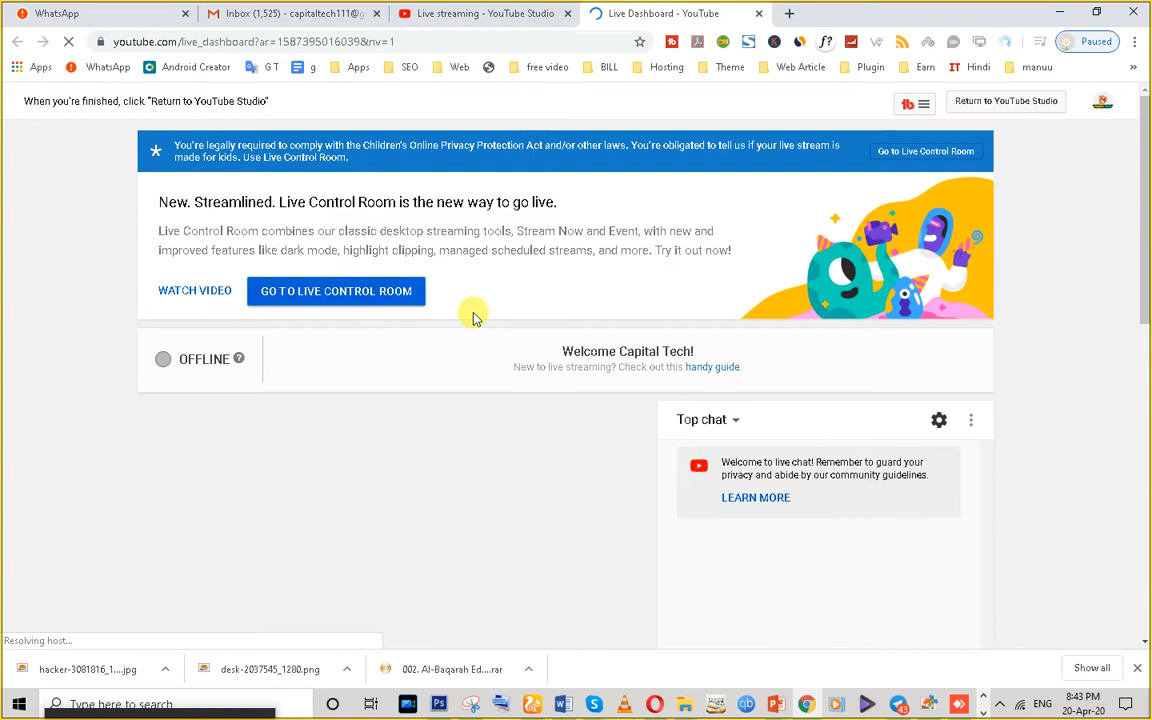 WhatsApp
Inbox (1,525) - capitaltech111@g
Live streaming - YouTube Studio
Live Dashboard - YouTube
youtube.com/live_dashboard?ar=1587395016039&nv=1
Paused
Apps
WhatsApp
Android Creator
G T
g
Apps
SEO
Web
free video
BILL
Hosting
Theme
Web Article
Plugin
Earn
IT Hindi
manuu
When you're finished, click "Return to YouTube Studio"
Return to YouTube Studio
You're legally required to comply with the Children's Online Privacy Protection Act and/or other laws. You're obligated to tell us if your live stream is
made for kids. Use Live Control Room.
Go to Live Control Room
New. Streamlined. Live Control Room is the new way to go live.
Live Control Room combines our classic desktop streaming tools, Stream Now and Event, with new and
improved features like dark mode, highlight clipping, managed scheduled streams, and more. Try it out now!
WATCH VIDEO
GO TO LIVE CONTROL ROOM
OFFLINE
Welcome Capital Tech!
New to live streaming? Check out this handy guide.
Top chat
Welcome to live chat! Remember to guard your
privacy and abide by our community guidelines.
LEARN MORE
Resolving host...
hacker-3081816_1....jpg
desk-2037545_1280.png
002. Al-Baqarah Ed....rar
Show all
Type here to search
43
ENG
8:43 PM
20-Apr-20